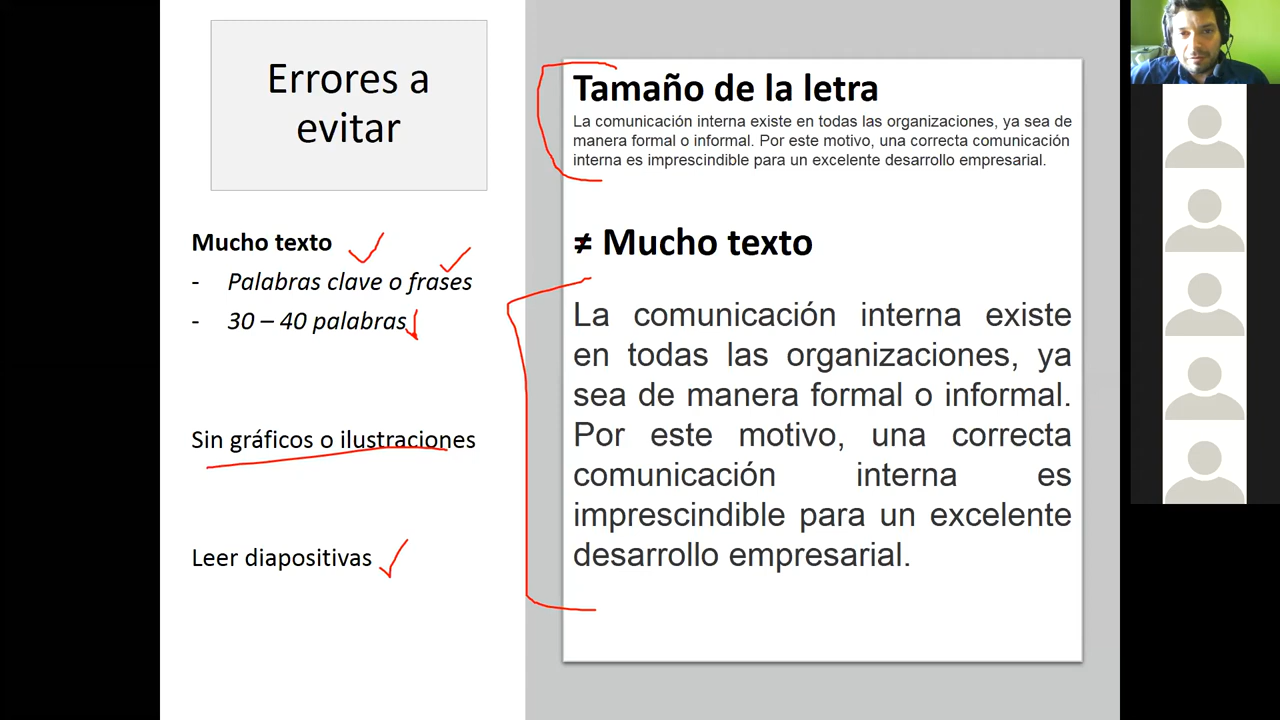 Errores a
evitar
Mucho texto
- Palabras clave o frases
- 30 – 40 palabras
Sin gráficos o ilustraciones
Leer diapositivas
Tamaño de la letra
La comunicación interna existe en todas las organizaciones, ya sea de
manera formal o informal. Por este motivo, una correcta comunicación
interna es imprescindible para un excelente desarrollo empresarial.
≠ Mucho texto
La comunicación interna existe
en todas las organizaciones, ya
sea de manera formal o informal.
Por este motivo, una correcta
comunicación interna es
imprescindible para un excelente
desarrollo empresarial.